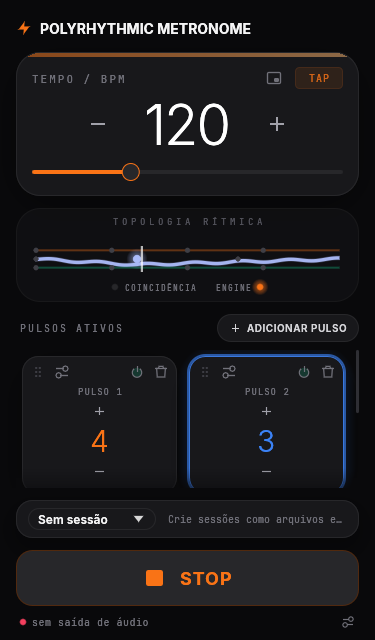 POLYRHYTHMIC METRONOME
TEMPO / BPM
TAP
− 120 +
TOPOLOGIA RÍTMICA
COINCIDÊNCIA ENGINE
PULSOS ATIVOS
+ ADICIONAR PULSO
PULSO 1
+
4
−
PULSO 2
+
3
−
Sem sessão
Crie sessões como arquivos e…
STOP
sem saída de áudio